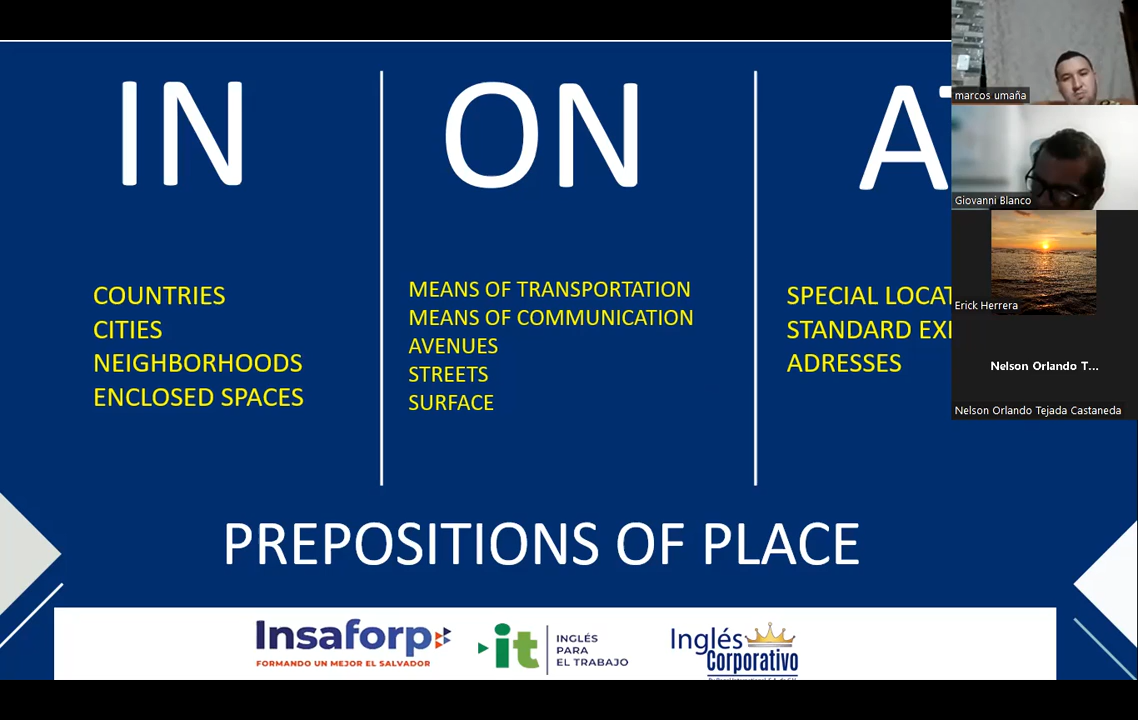 IN
ON
COUNTRIES
CITIES
NEIGHBORHOODS
ENCLOSED SPACES
MEANS OF TRANSPORTATION
MEANS OF COMMUNICATION
AVENUES
STREETS
SURFACE
SPECIAL
STANDARD
ADRESSES
PREPOSITIONS OF PLACE
Insaforp
FORMANDO UN MEJOR EL SALVADOR
it
INGLÉS
PARA
EL TRABAJO
Inglés
Corporativo
marcos umaña
Giovanni Blanco
Erick Herrera
Nelson Orlando T...
Nelson Orlando Tejada Castaneda